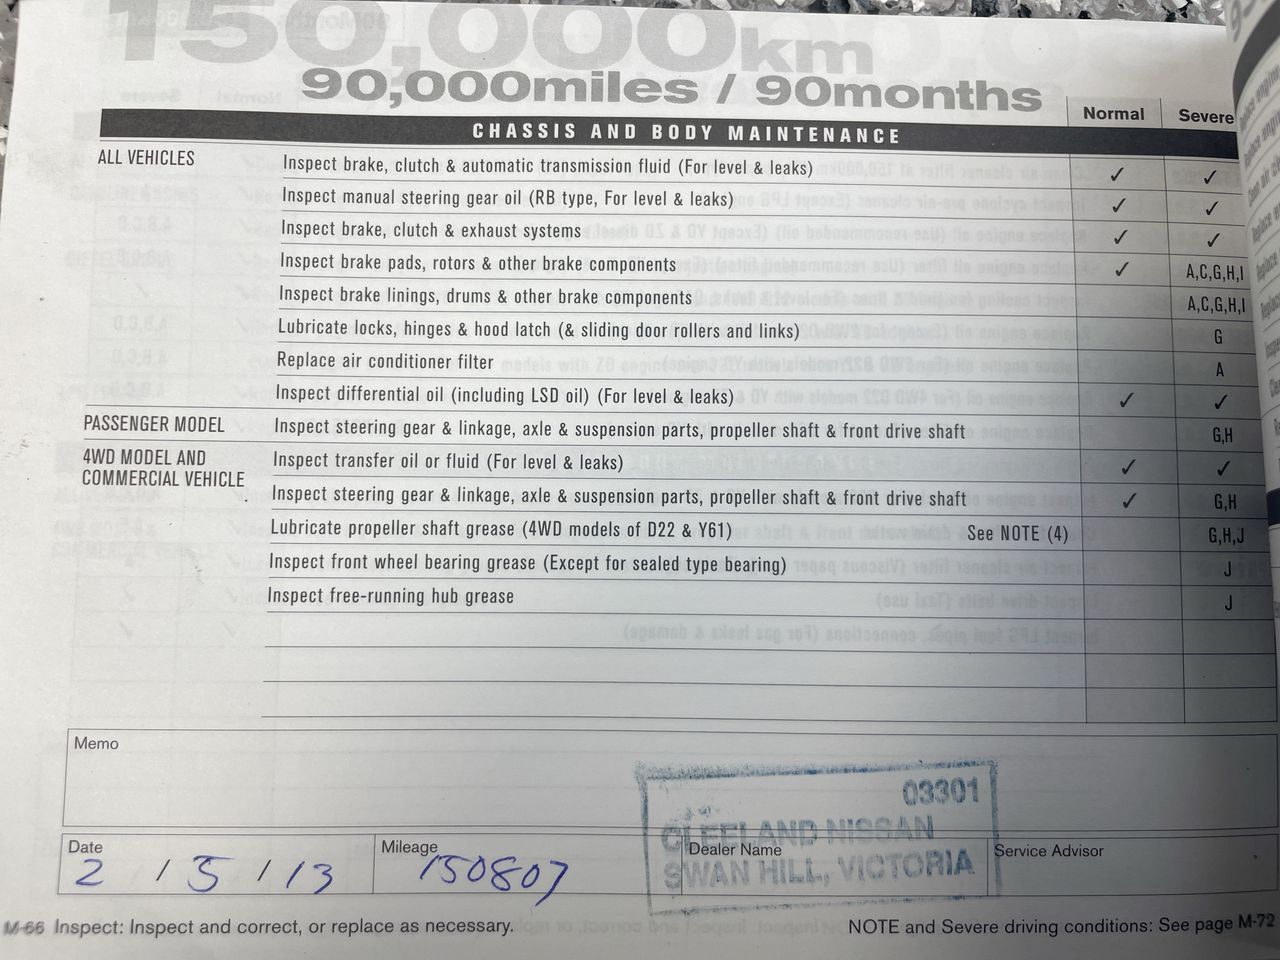 150,000km
90,000miles / 90months
Normal Severe
CHASSIS AND BODY MAINTENANCE
ALL VEHICLES Inspect brake, clutch & automatic transmission fluid (For level & leaks) ✓ ✓
Inspect manual steering gear oil (RB type, For level & leaks) ✓ ✓
Inspect brake, clutch & exhaust systems ✓ ✓
Inspect brake pads, rotors & other brake components ✓ A,C,G,H,I
Inspect brake linings, drums & other brake components A,C,G,H,I
Lubricate locks, hinges & hood latch (& sliding door rollers and links) G
Replace air conditioner filter A
Inspect differential oil (including LSD oil) (For level & leaks) ✓ ✓
PASSENGER MODEL Inspect steering gear & linkage, axle & suspension parts, propeller shaft & front drive shaft G,H
4WD MODEL AND
COMMERCIAL VEHICLE
Inspect transfer oil or fluid (For level & leaks) ✓ ✓
Inspect steering gear & linkage, axle & suspension parts, propeller shaft & front drive shaft ✓ G,H
Lubricate propeller shaft grease (4WD models of D22 & Y61) See NOTE (4) G,H,J
Inspect front wheel bearing grease (Except for sealed type bearing) J
Inspect free-running hub grease J
Memo
03301
CLEELAND NISSAN
SWAN HILL, VICTORIA
Date Mileage Dealer Name Service Advisor
2 / 5 / 13 150807
M-66 Inspect: Inspect and correct, or replace as necessary. NOTE and Severe driving conditions: See page M-72